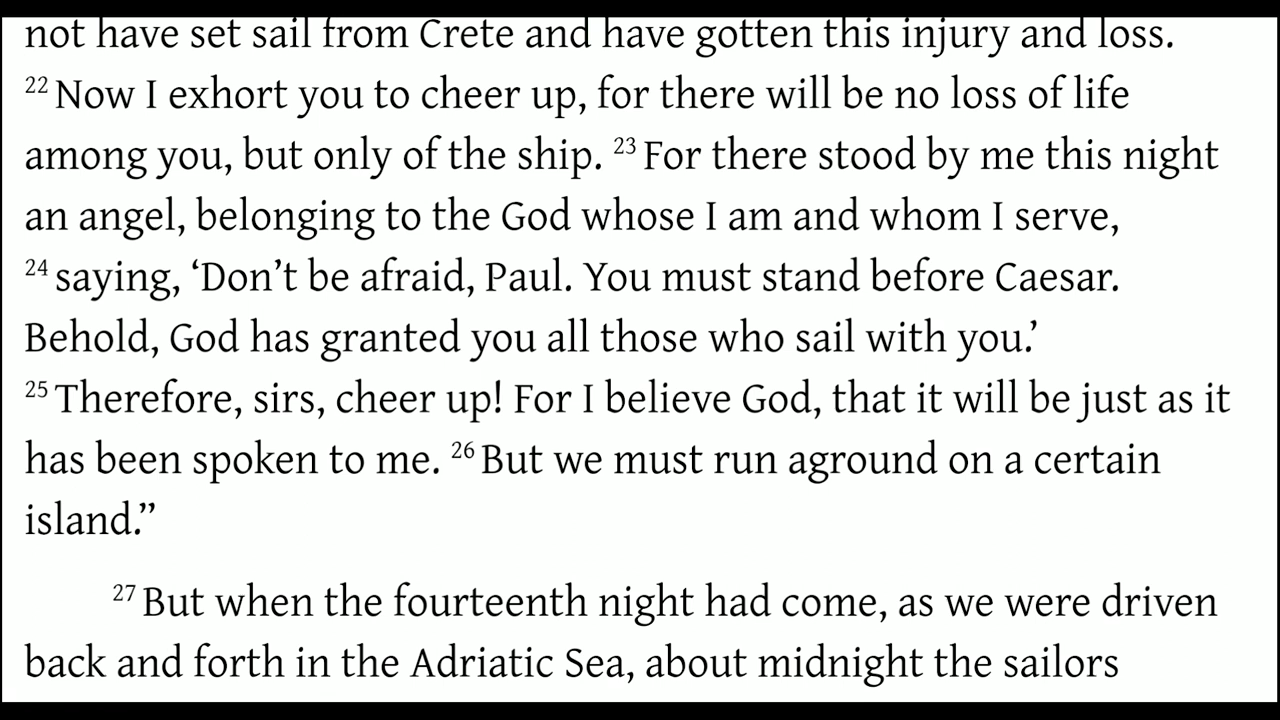 not have set sail from Crete and have gotten this injury and loss.
22 Now I exhort you to cheer up, for there will be no loss of life
among you, but only of the ship. 23 For there stood by me this night
an angel, belonging to the God whose I am and whom I serve,
24 saying, ‘Don’t be afraid, Paul. You must stand before Caesar.
Behold, God has granted you all those who sail with you.’
25 Therefore, sirs, cheer up! For I believe God, that it will be just as it
has been spoken to me. 26 But we must run aground on a certain
island.”
27 But when the fourteenth night had come, as we were driven
back and forth in the Adriatic Sea, about midnight the sailors